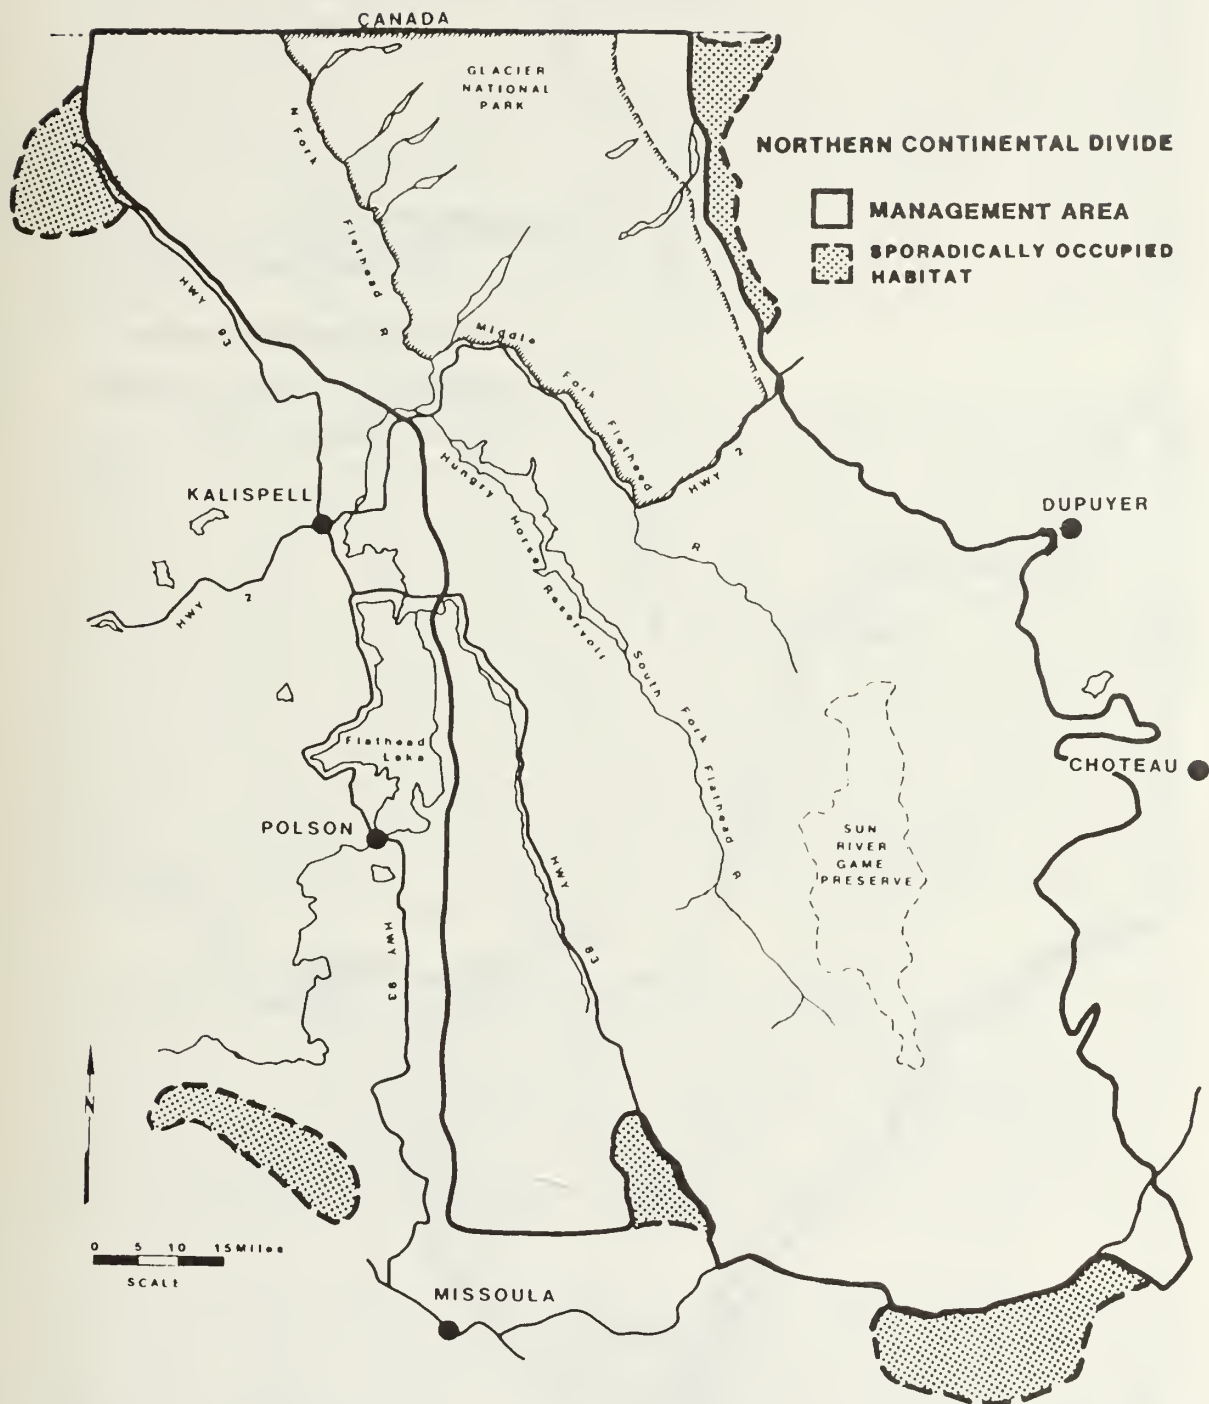 CANADA
GLACIER
NATIONAL
PARK
NORTHERN CONTINENTAL DIVIDE
MANAGEMENT AREA
SPORADICALLY OCCUPIED
HABITAT
N Fork Flathead R
HWY 93
Middle Fork Flathead R
HWY 2
Hungry Horse Reservoir
KALISPELL
DUPUYER
HWY 2
South Fork Flathead R
Flathead
Lake
CHOTEAU
POLSON
SUN
RIVER
GAME
PRESERVE
HWY 83
HWY 93
N
0 5 10 15 Miles
SCALE
MISSOULA